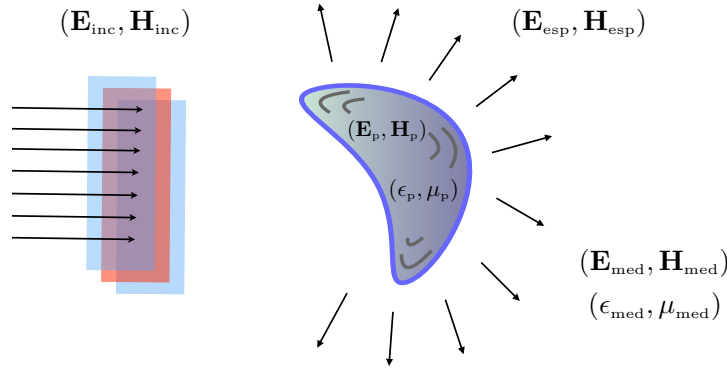 (E_inc, H_inc)
(E_esp, H_esp)
(E_p, H_p)
(ϵ_p, μ_p)
(E_med, H_med)
(ϵ_med, μ_med)